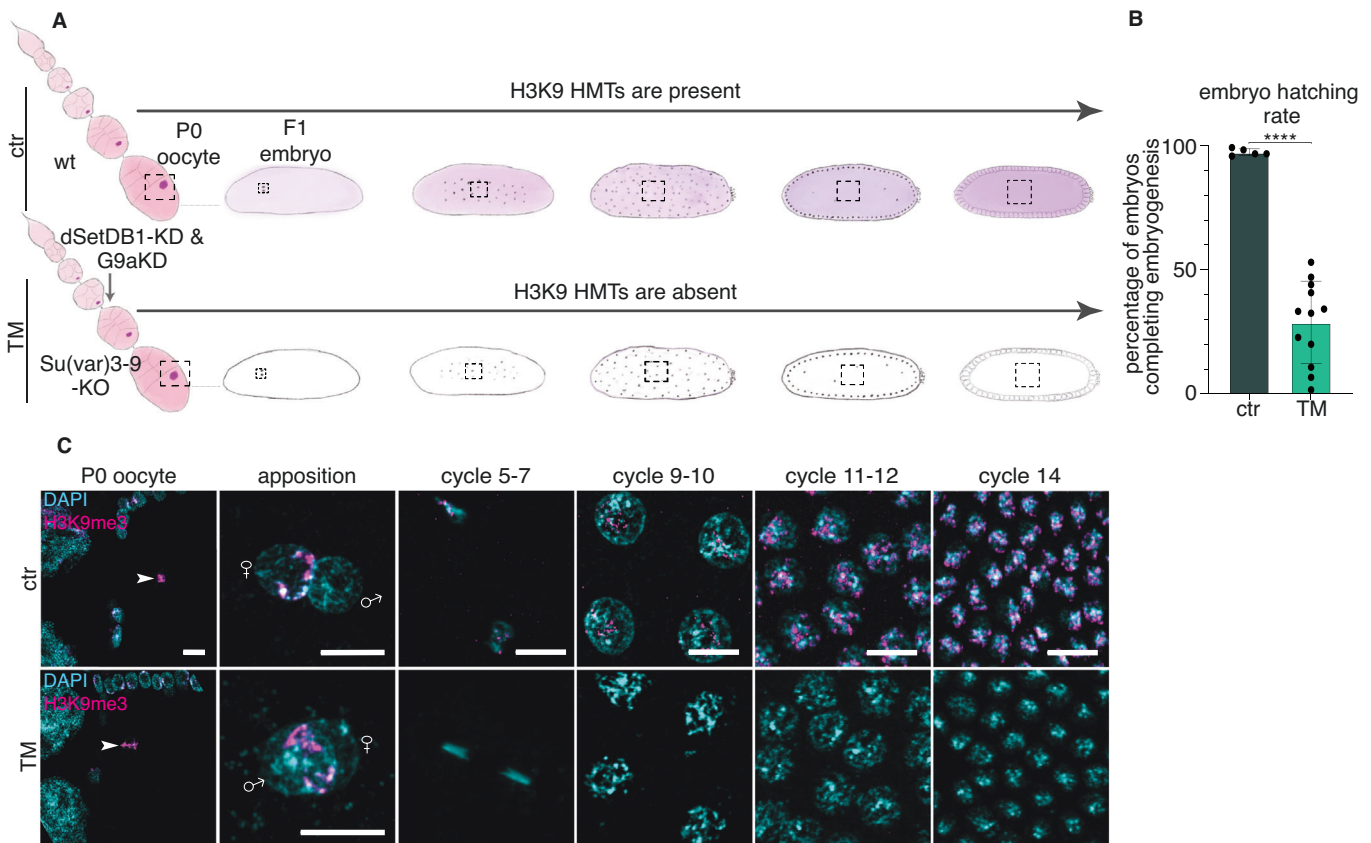 A
H3K9 HMTs are present
ctr
wt
P0
oocyte
F1
embryo
dSetDB1-KD &
G9aKD
H3K9 HMTs are absent
TM
Su(var)3-9
-KO
B
embryo hatching
rate
****
percentage of embryos
completing embryogenesis
100
50
0
ctr
TM
C
P0 oocyte
apposition
cycle 5-7
cycle 9-10
cycle 11-12
cycle 14
ctr
DAPI
H3K9me3
♀
♂
TM
DAPI
H3K9me3
♀
♂